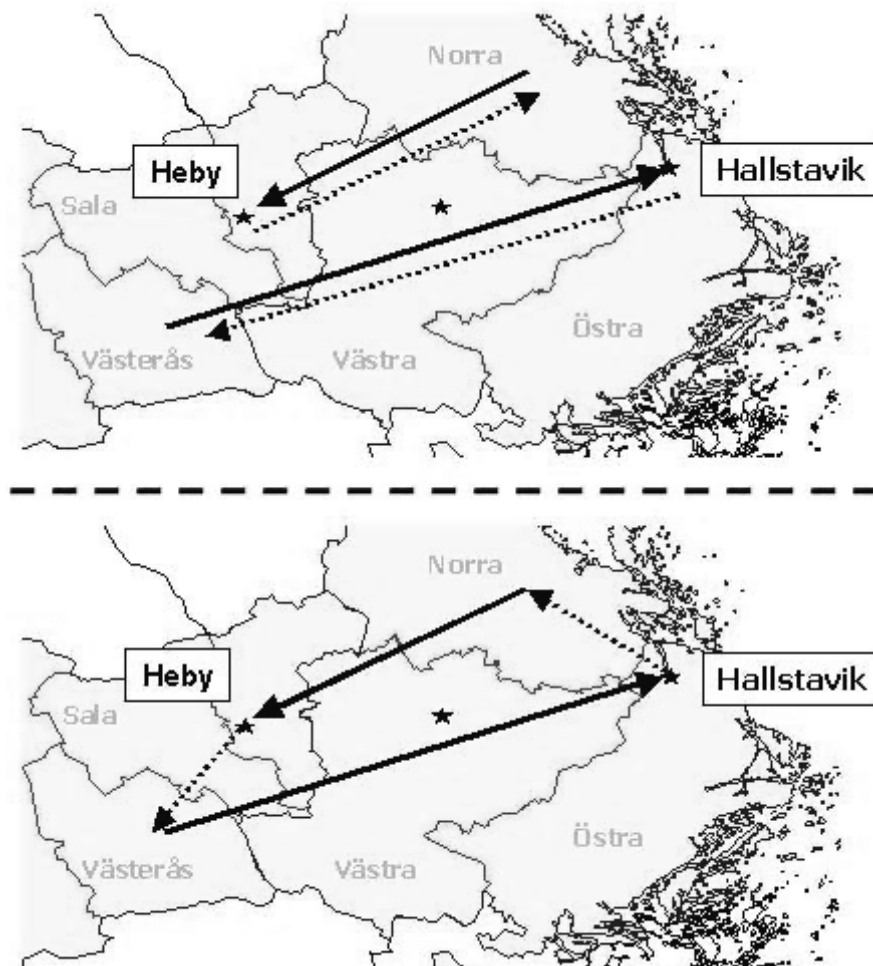 Norra
Heby
Hallstavik
Sala
Östra
Västerås
Västra
Norra
Heby
Hallstavik
Sala
Östra
Västerås
Västra